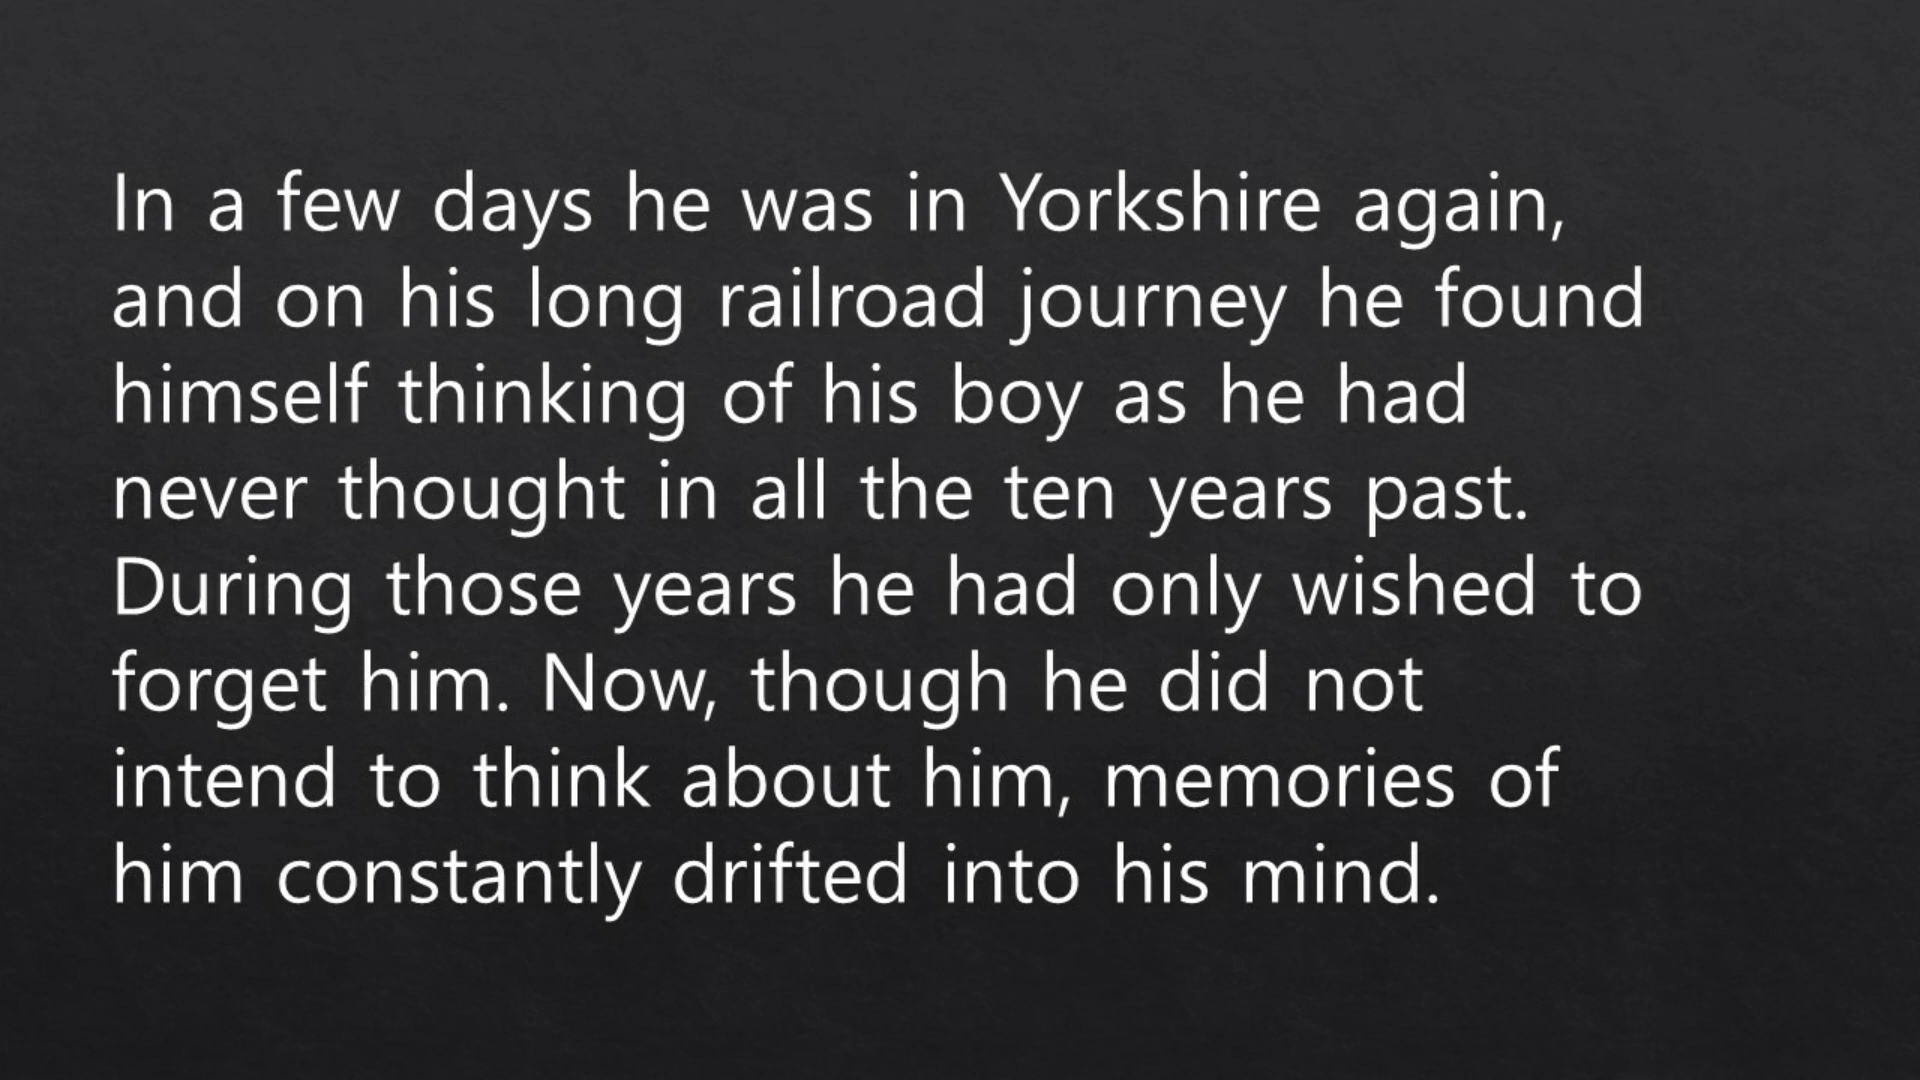 In a few days he was in Yorkshire again,
and on his long railroad journey he found
himself thinking of his boy as he had
never thought in all the ten years past.
During those years he had only wished to
forget him. Now, though he did not
intend to think about him, memories of
him constantly drifted into his mind.